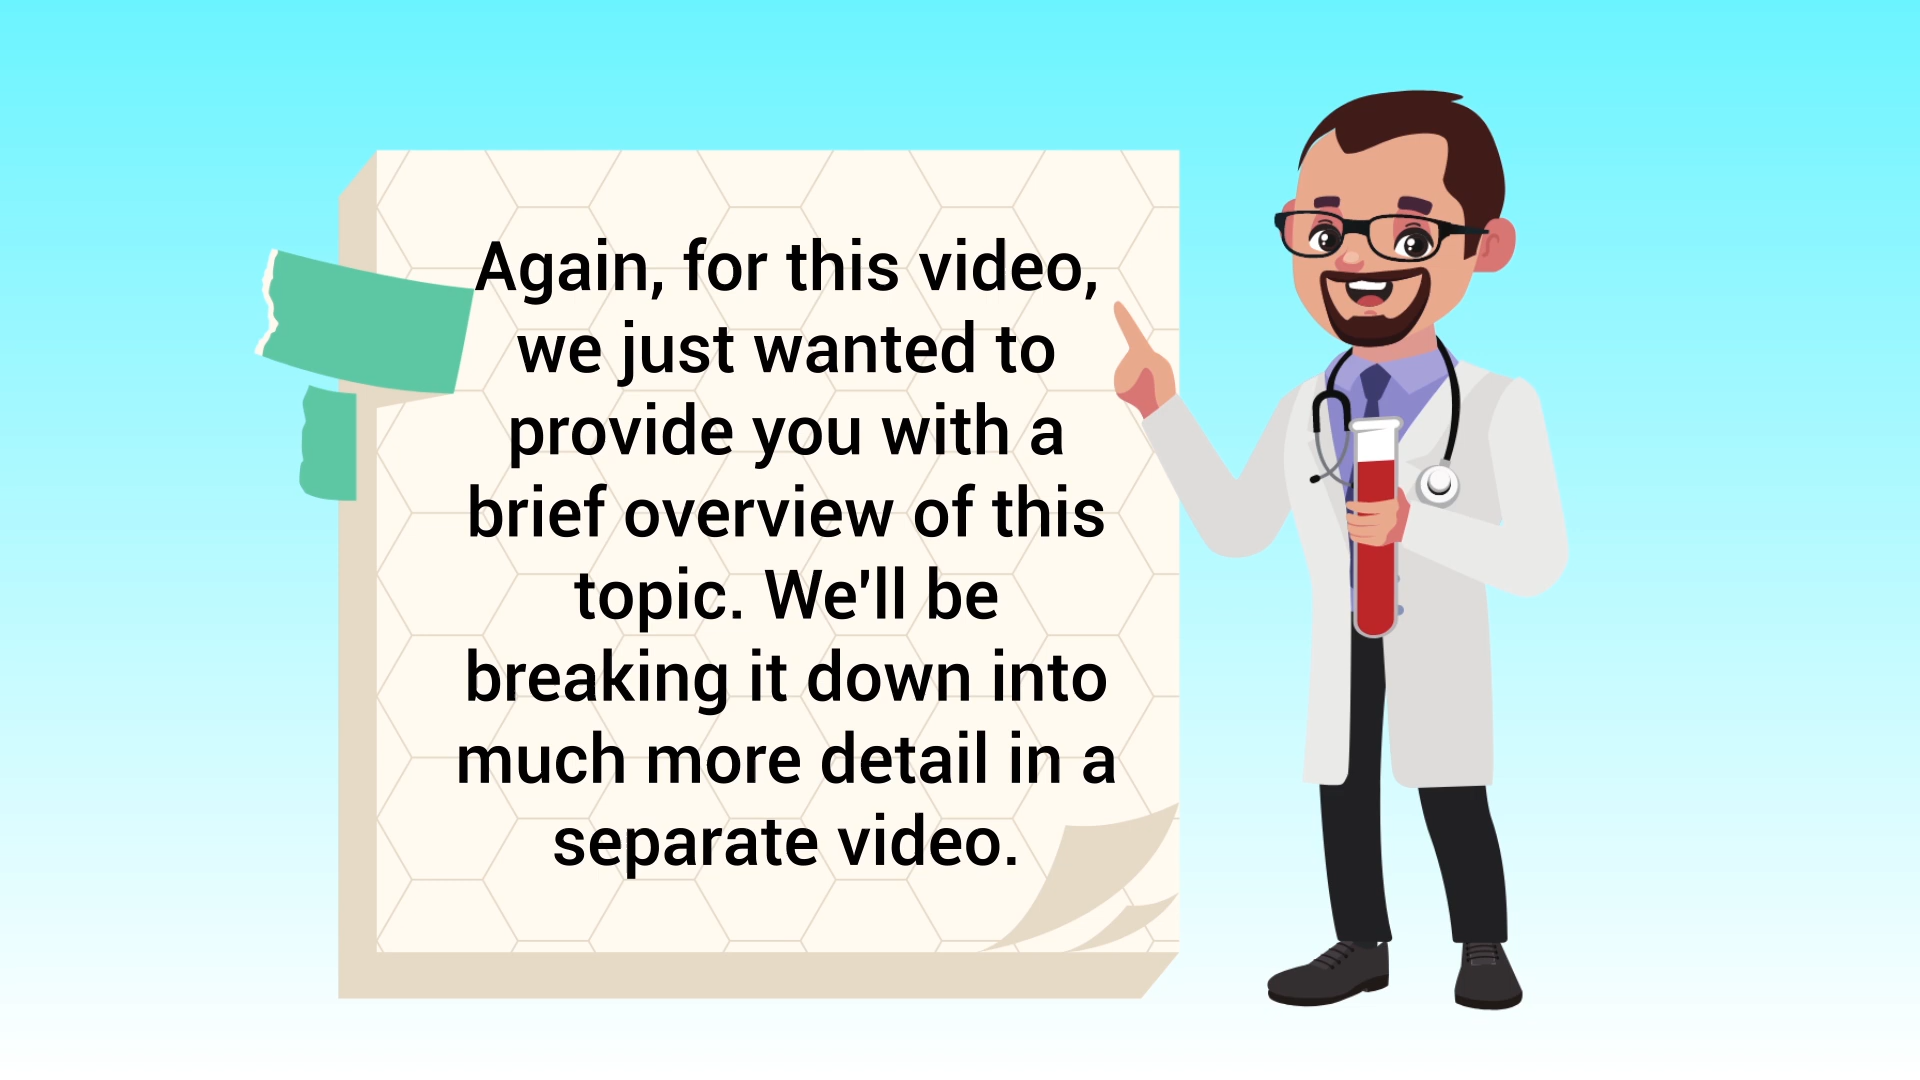 Again, for this video,
we just wanted to
provide you with a
brief overview of this
topic. We'll be
breaking it down into
much more detail in a
separate video.